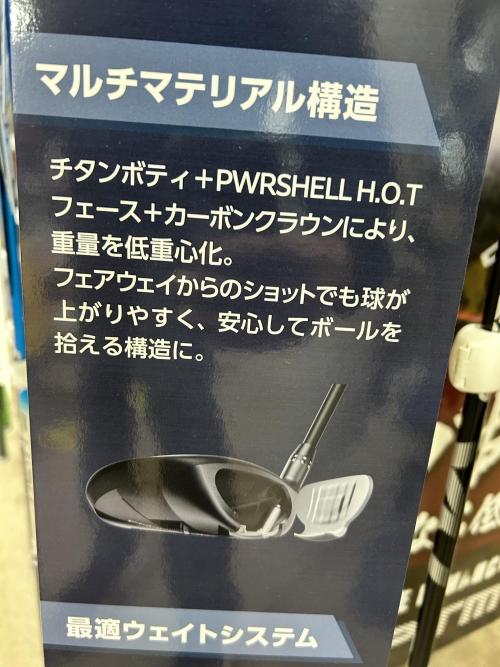 マルチマテリアル構造
チタンボティ＋PWRSHELL H.O.T
フェース＋カーボンクラウンにより、
重量を低重心化。
フェアウェイからのショットでも球が
上がりやすく、安心してボールを
拾える構造に。
最適ウェイトシステム